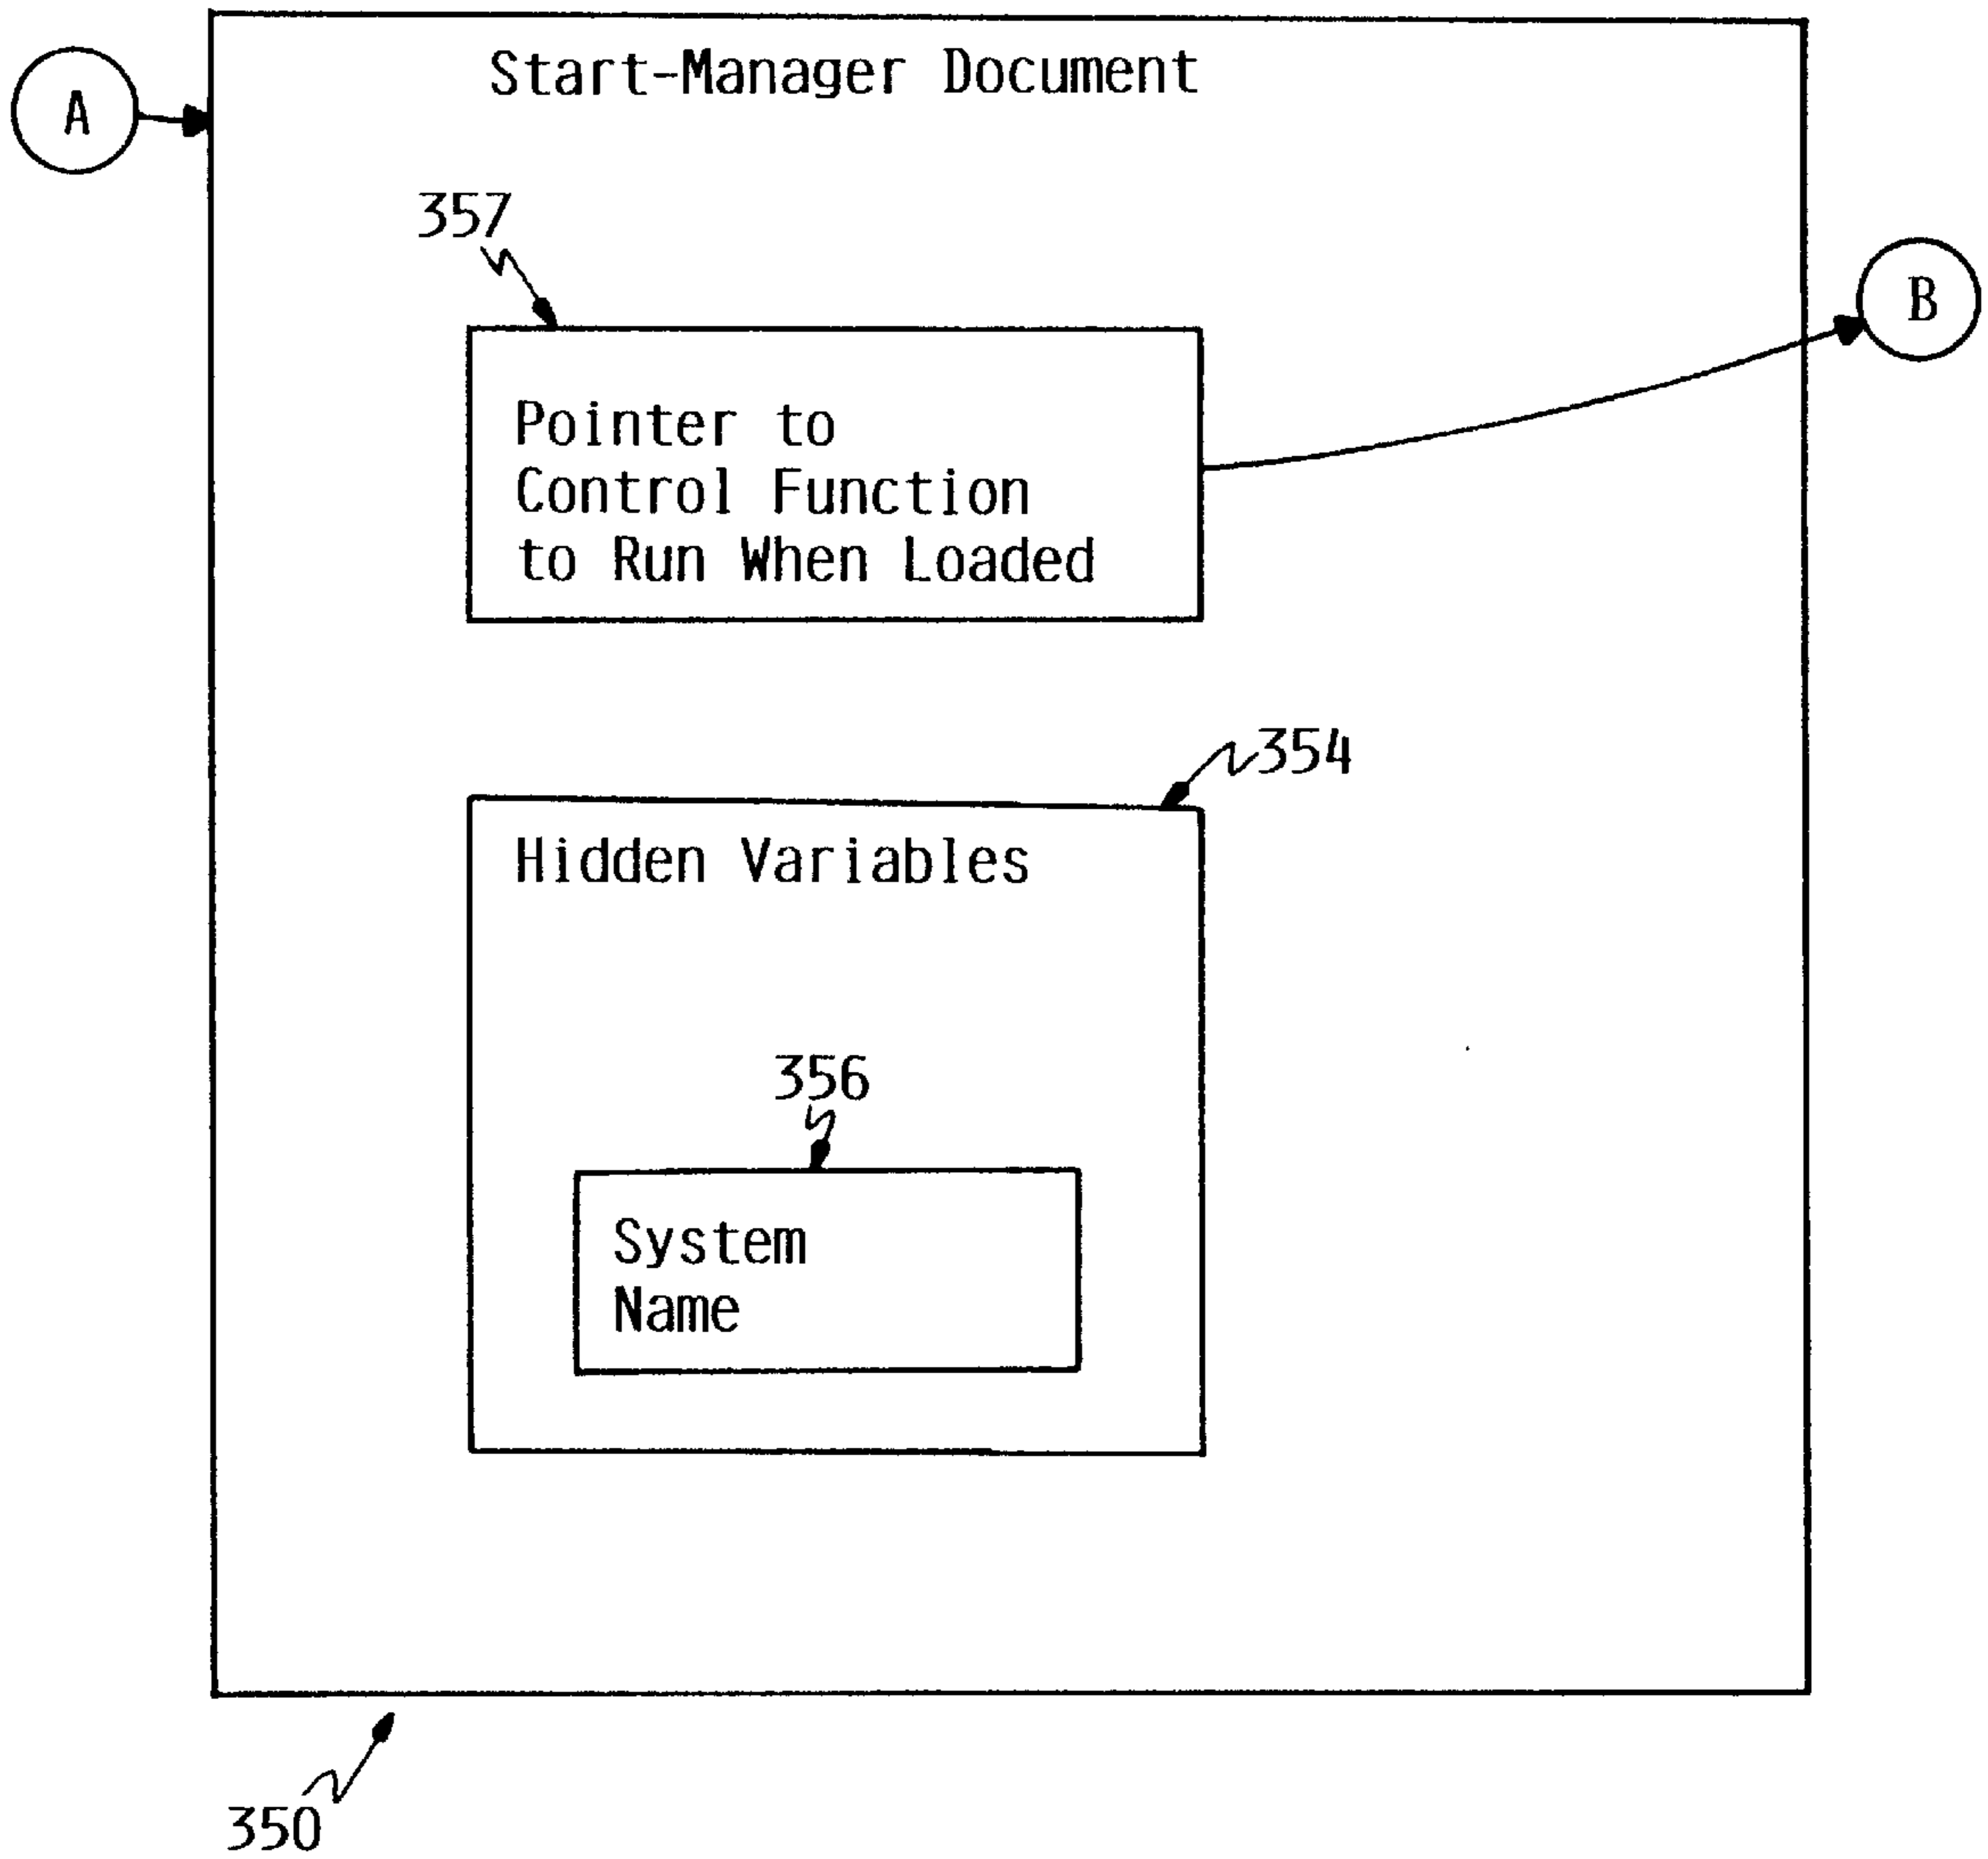 Start-Manager Document
A
357
B
Pointer to
Control Function
to Run When Loaded
354
Hidden Variables
356
System
Name
350